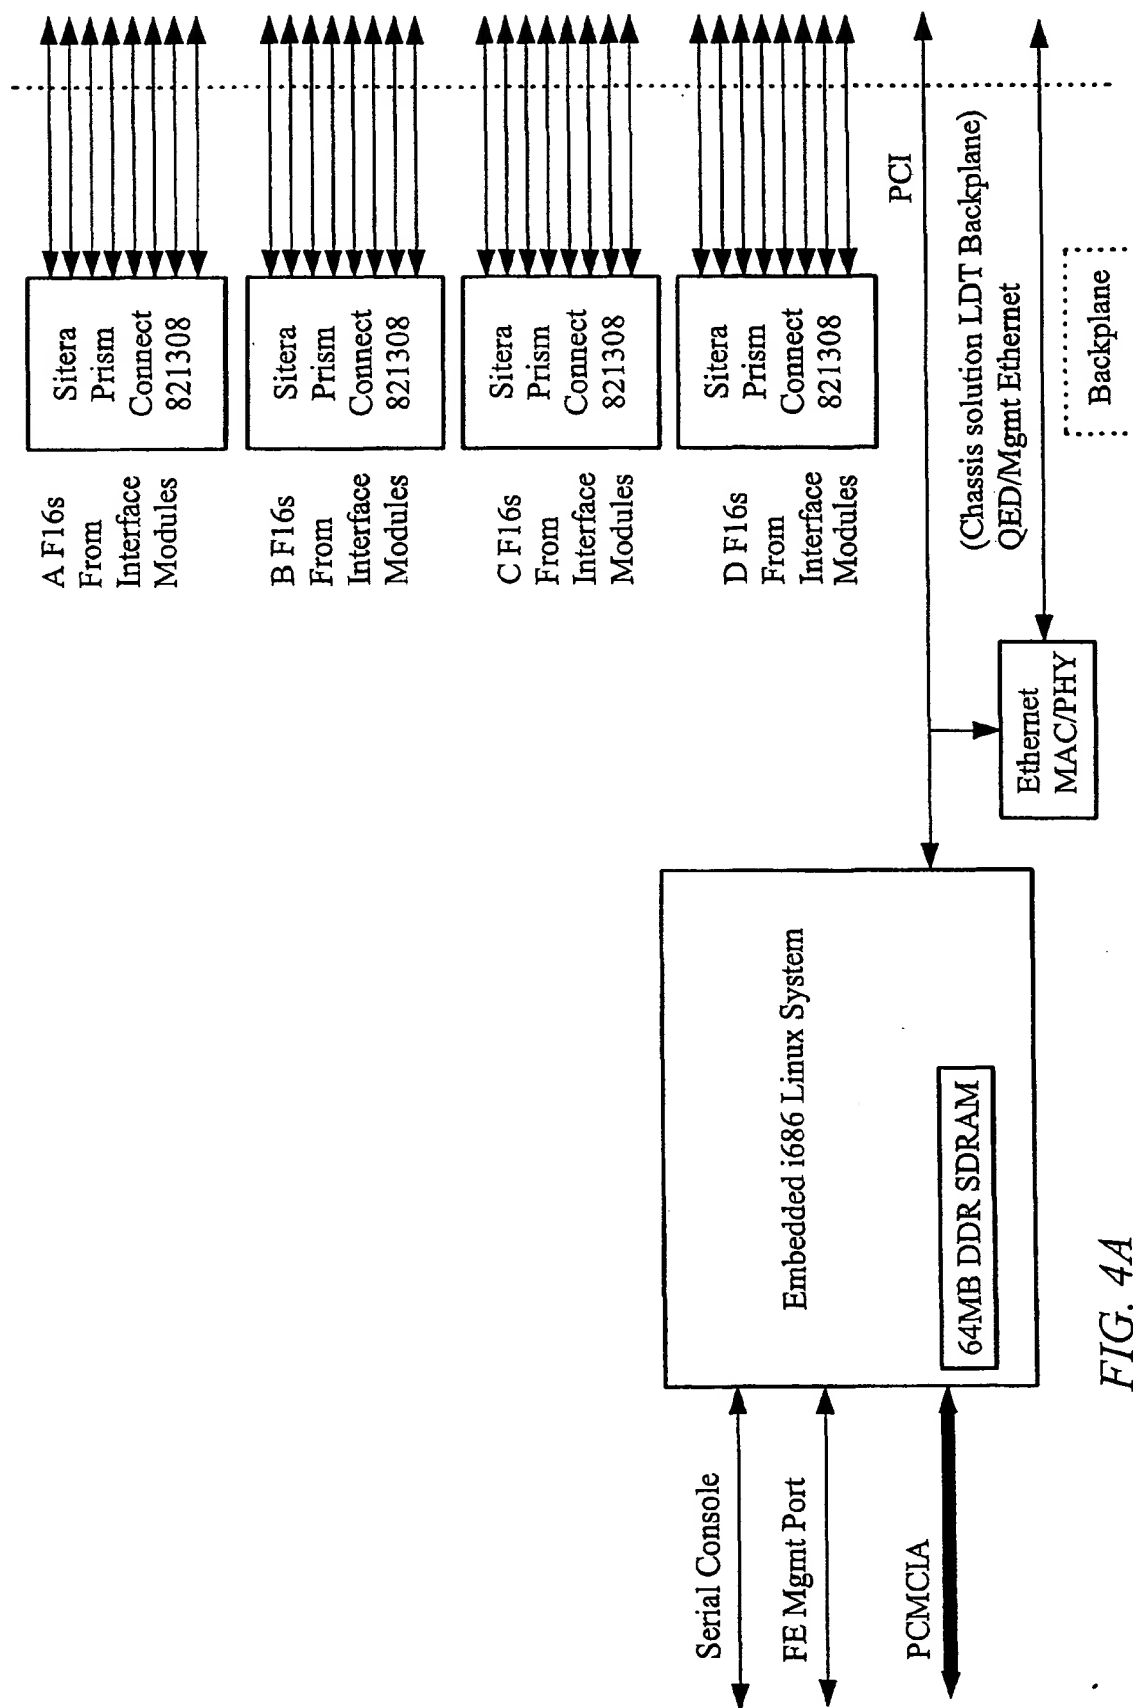 A F16s
From
Interface
Modules
Sitera
Prism
Connect
821308
B F16s
From
Interface
Modules
Sitera
Prism
Connect
821308
C F16s
From
Interface
Modules
Sitera
Prism
Connect
821308
D F16s
From
Interface
Modules
Sitera
Prism
Connect
821308
PCI
(Chassis solution LDT Backplane)
QED/Mgmt Ethernet
Ethernet
MAC/PHY
Backplane
Embedded i686 Linux System
64MB DDR SDRAM
Serial Console
FE Mgmt Port
PCMCIA
FIG. 4A